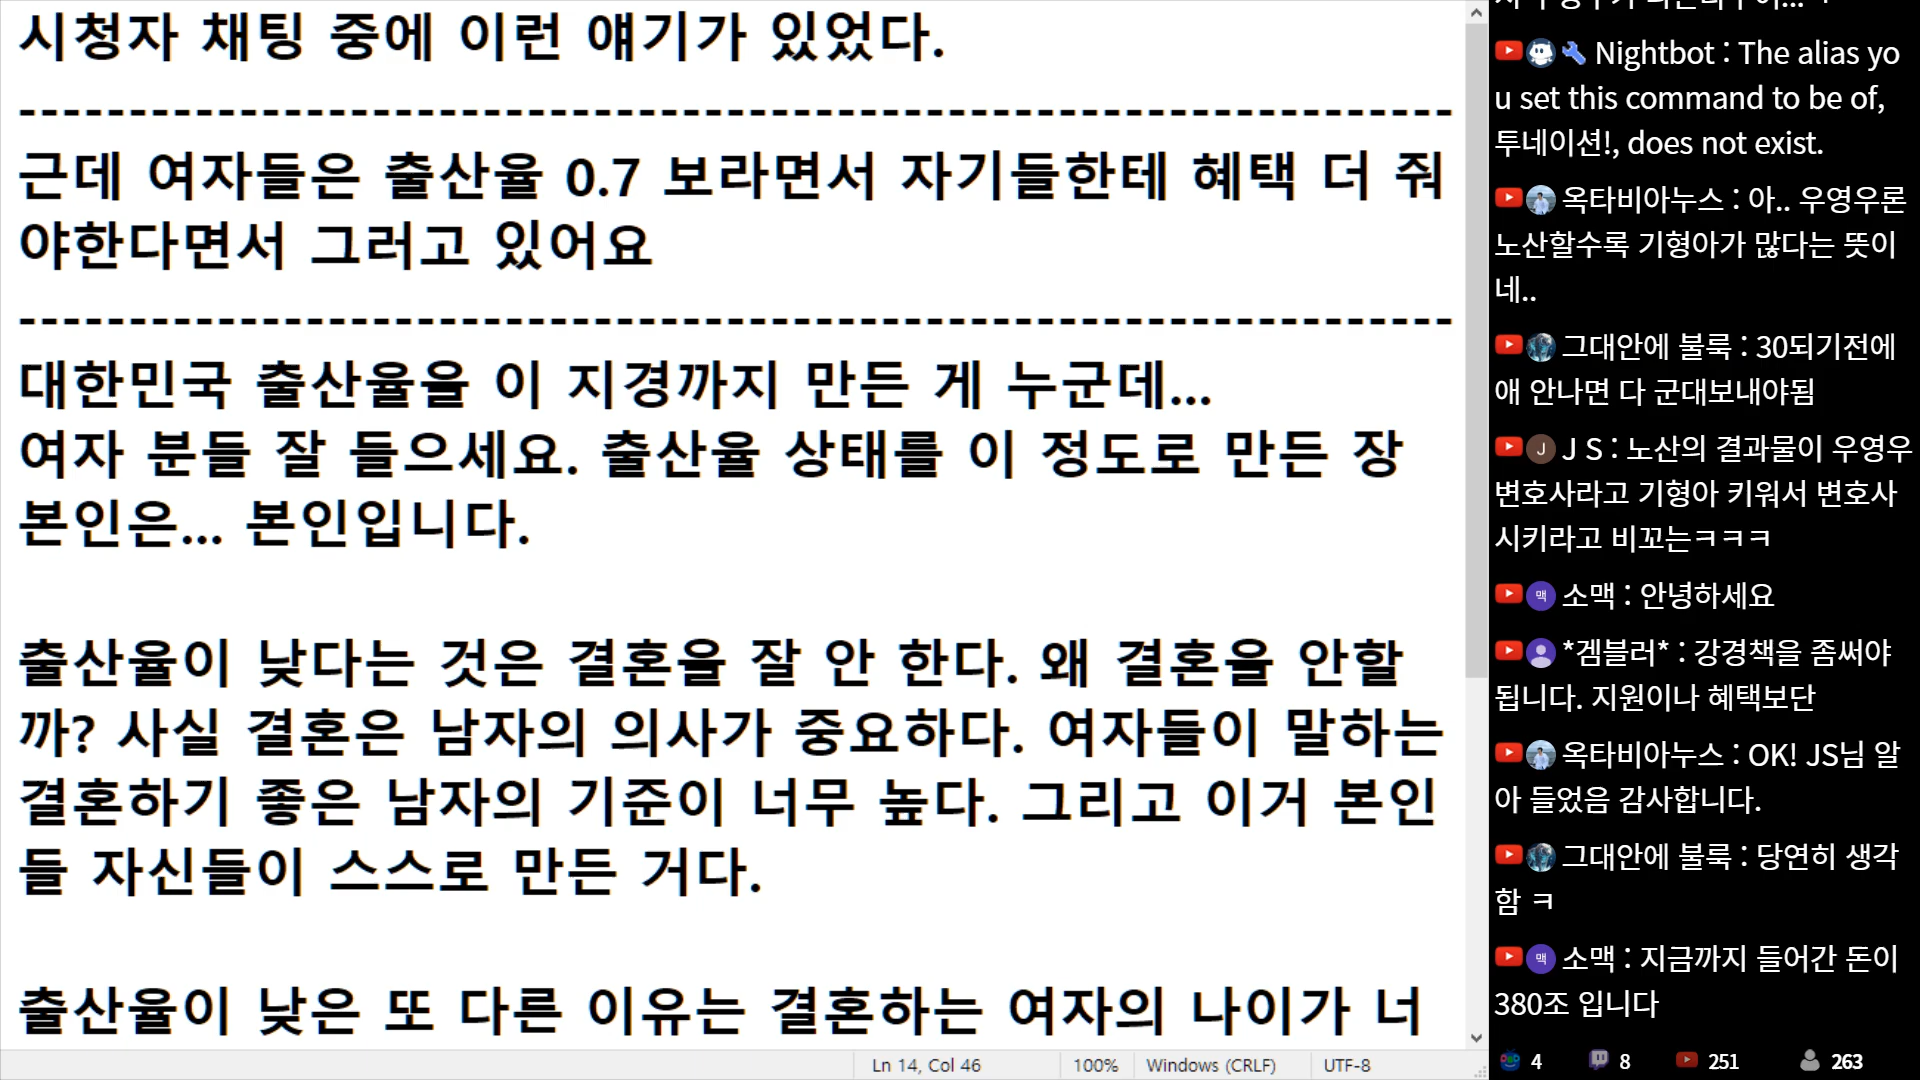 시청자 채팅 중에 이런 얘기가 있었다.
-----------------------------------------------------------------
근데 여자들은 출산율 0.7 보라면서 자기들한테 혜택 더 줘
야한다면서 그러고 있어요
-----------------------------------------------------------------
대한민국 출산율을 이 지경까지 만든 게 누군데...
여자 분들 잘 들으세요. 출산율 상태를 이 정도로 만든 장
본인은... 본인입니다.
출산율이 낮다는 것은 결혼을 잘 안 한다. 왜 결혼을 안할
까? 사실 결혼은 남자의 의사가 중요하다. 여자들이 말하는
결혼하기 좋은 남자의 기준이 너무 높다. 그리고 이거 본인
들 자신들이 스스로 만든 거다.
출산율이 낮은 또 다른 이유는 결혼하는 여자의 나이가 너
Ln 14, Col 46
100%
Windows (CRLF)
UTF-8
Nightbot : The alias yo
u set this command to be of,
투네이션!, does not exist.
옥타비아누스 : 아.. 우영우론
노산할수록 기형아가 많다는 뜻이
네..
그대안에 불룩 : 30되기전에
애 안나면 다 군대보내야됨
J
J S : 노산의 결과물이 우영우
변호사라고 기형아 키워서 변호사
시키라고 비꼬는ㅋㅋㅋ
맥
소맥 : 안녕하세요
*겜블러* : 강경책을 좀써야
됩니다. 지원이나 혜택보단
옥타비아누스 : OK! JS님 알
아 들었음 감사합니다.
그대안에 불룩 : 당연히 생각
함 ㅋ
맥
소맥 : 지금까지 들어간 돈이
380조 입니다
4
8
251
263